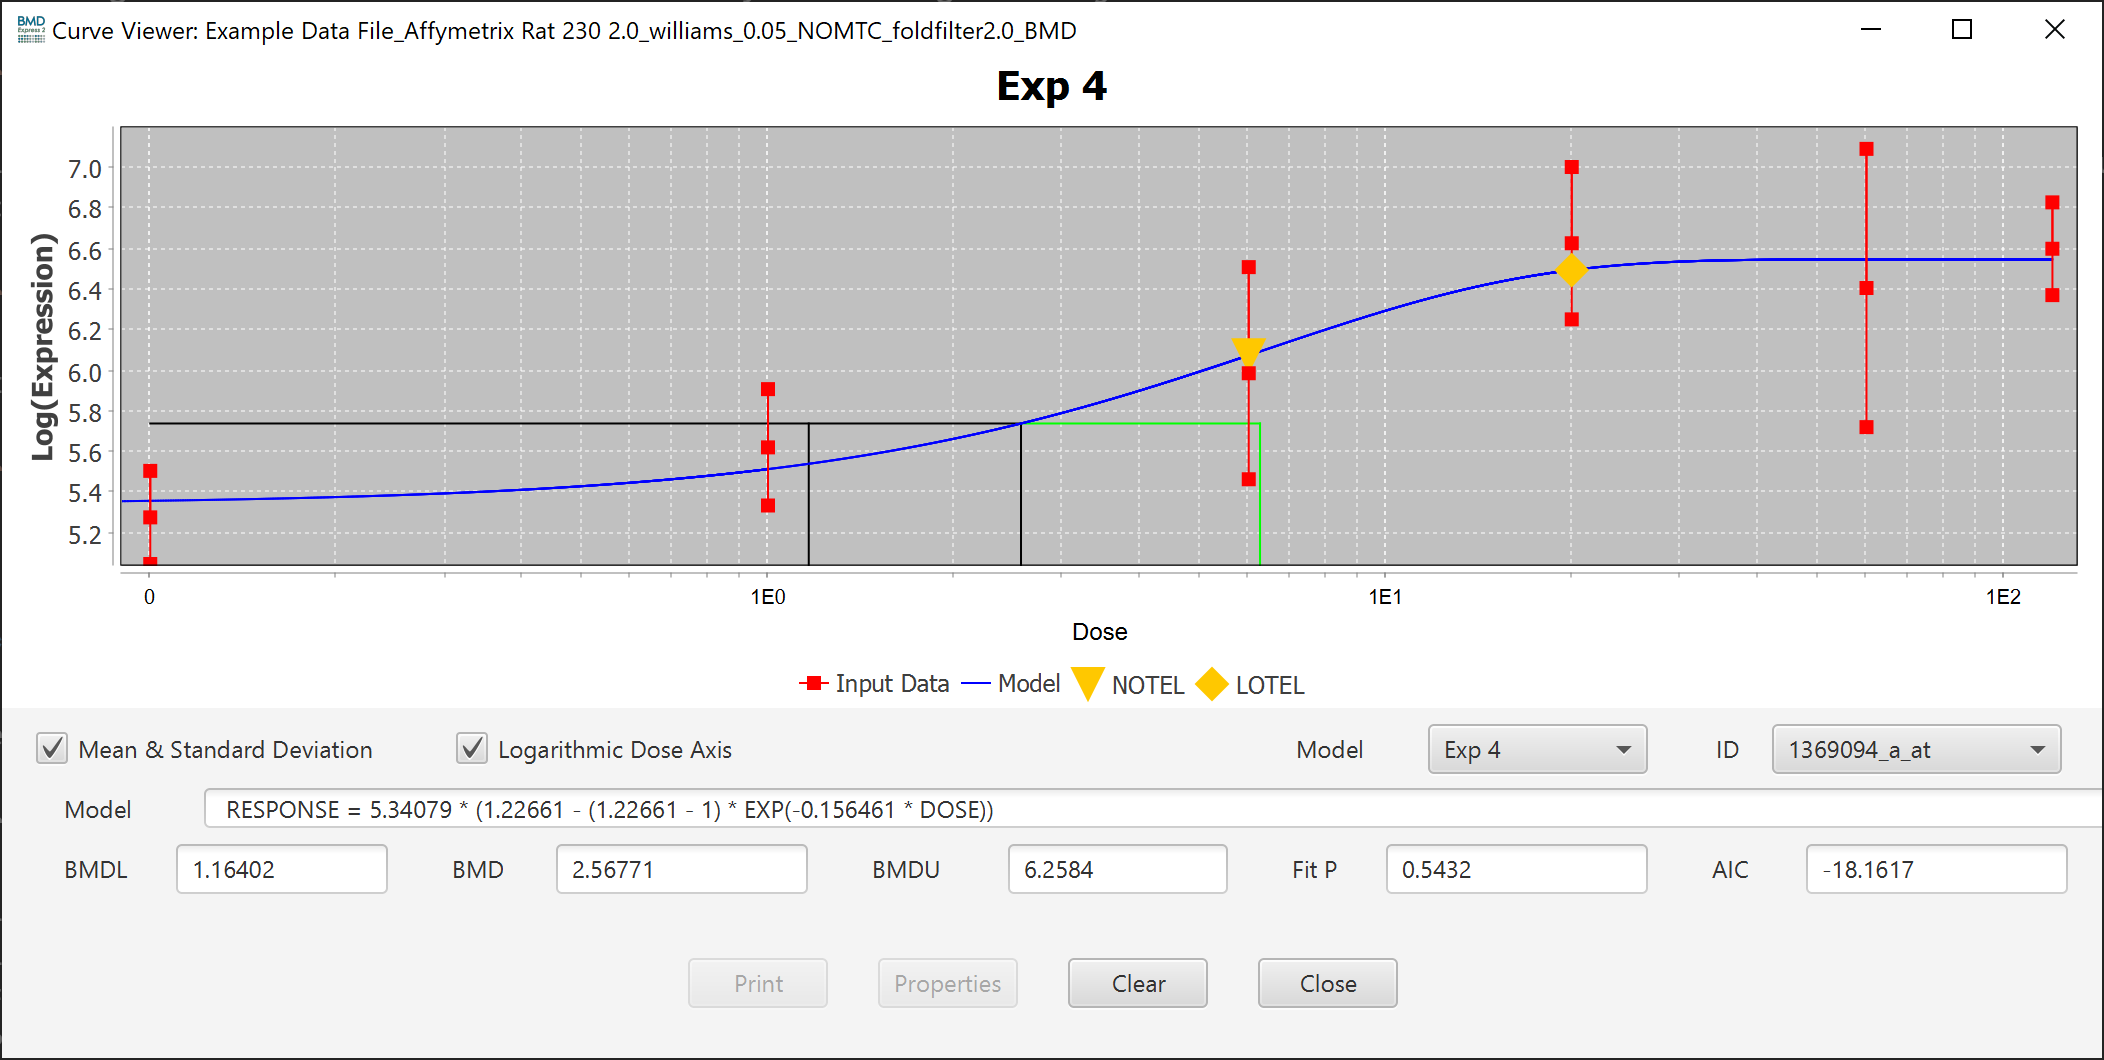 BMD
Express 2
Curve Viewer: Example Data File_Affymetrix Rat 230 2.0_williams_0.05_NOMTC_foldfilter2.0_BMD
Exp 4
Log(Expression)
7.0
6.8
6.6
6.4
6.2
6.0
5.8
5.6
5.4
5.2
0 1E0 1E1 1E2
Dose
Input Data Model NOTEL LOTEL
Mean & Standard Deviation Logarithmic Dose Axis Model Exp 4 ID 1369094_a_at
Model RESPONSE = 5.34079 * (1.22661 - (1.22661 - 1) * EXP(-0.156461 * DOSE))
BMDL 1.16402 BMD 2.56771 BMDU 6.2584 Fit P 0.5432 AIC -18.1617
Print Properties Clear Close